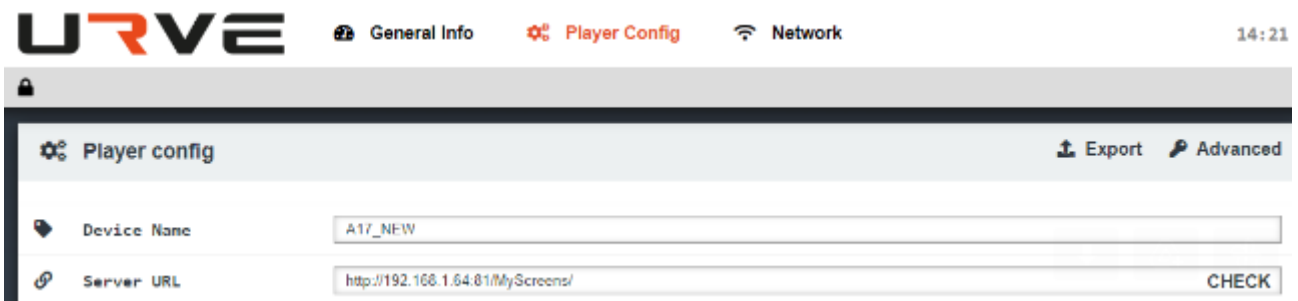 URVE General Info Player Config Network 14:21
Player config Export Advanced
Device Name A17_NEW
Server URL http://192.168.1.64:81/MyScreens/ CHECK